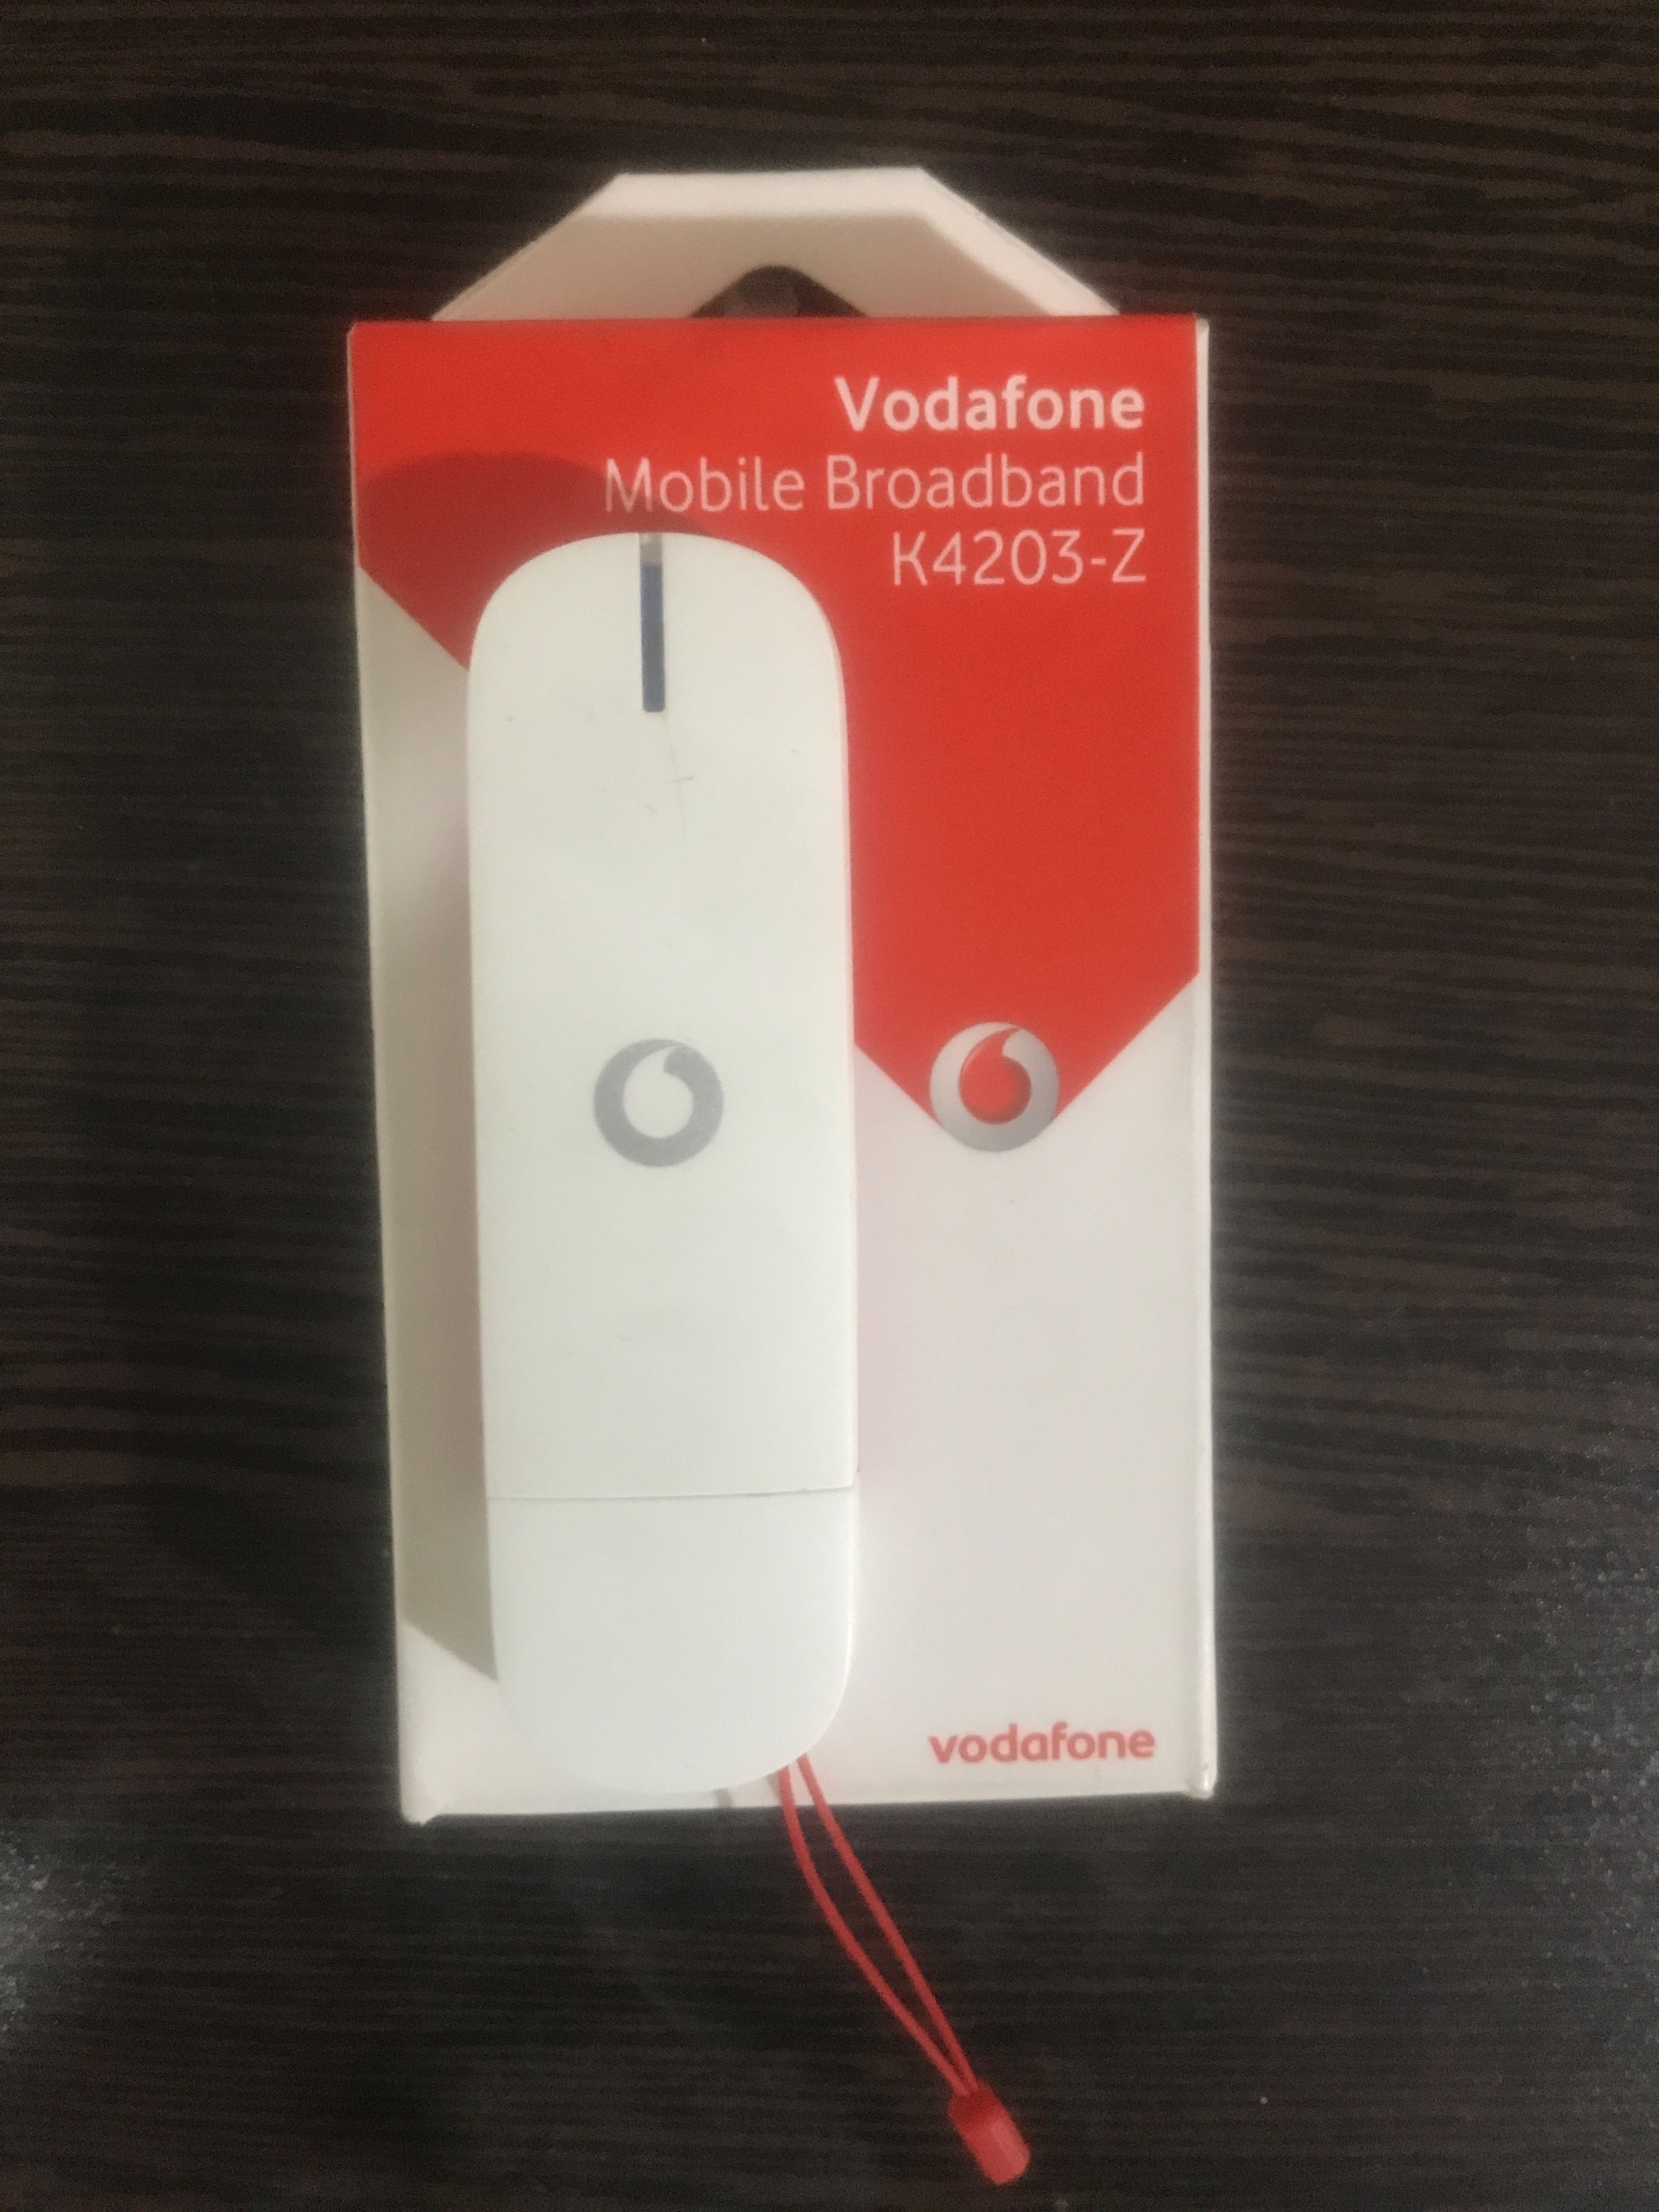 Vodafone
Mobile Broadband
K4203-Z
vodafone